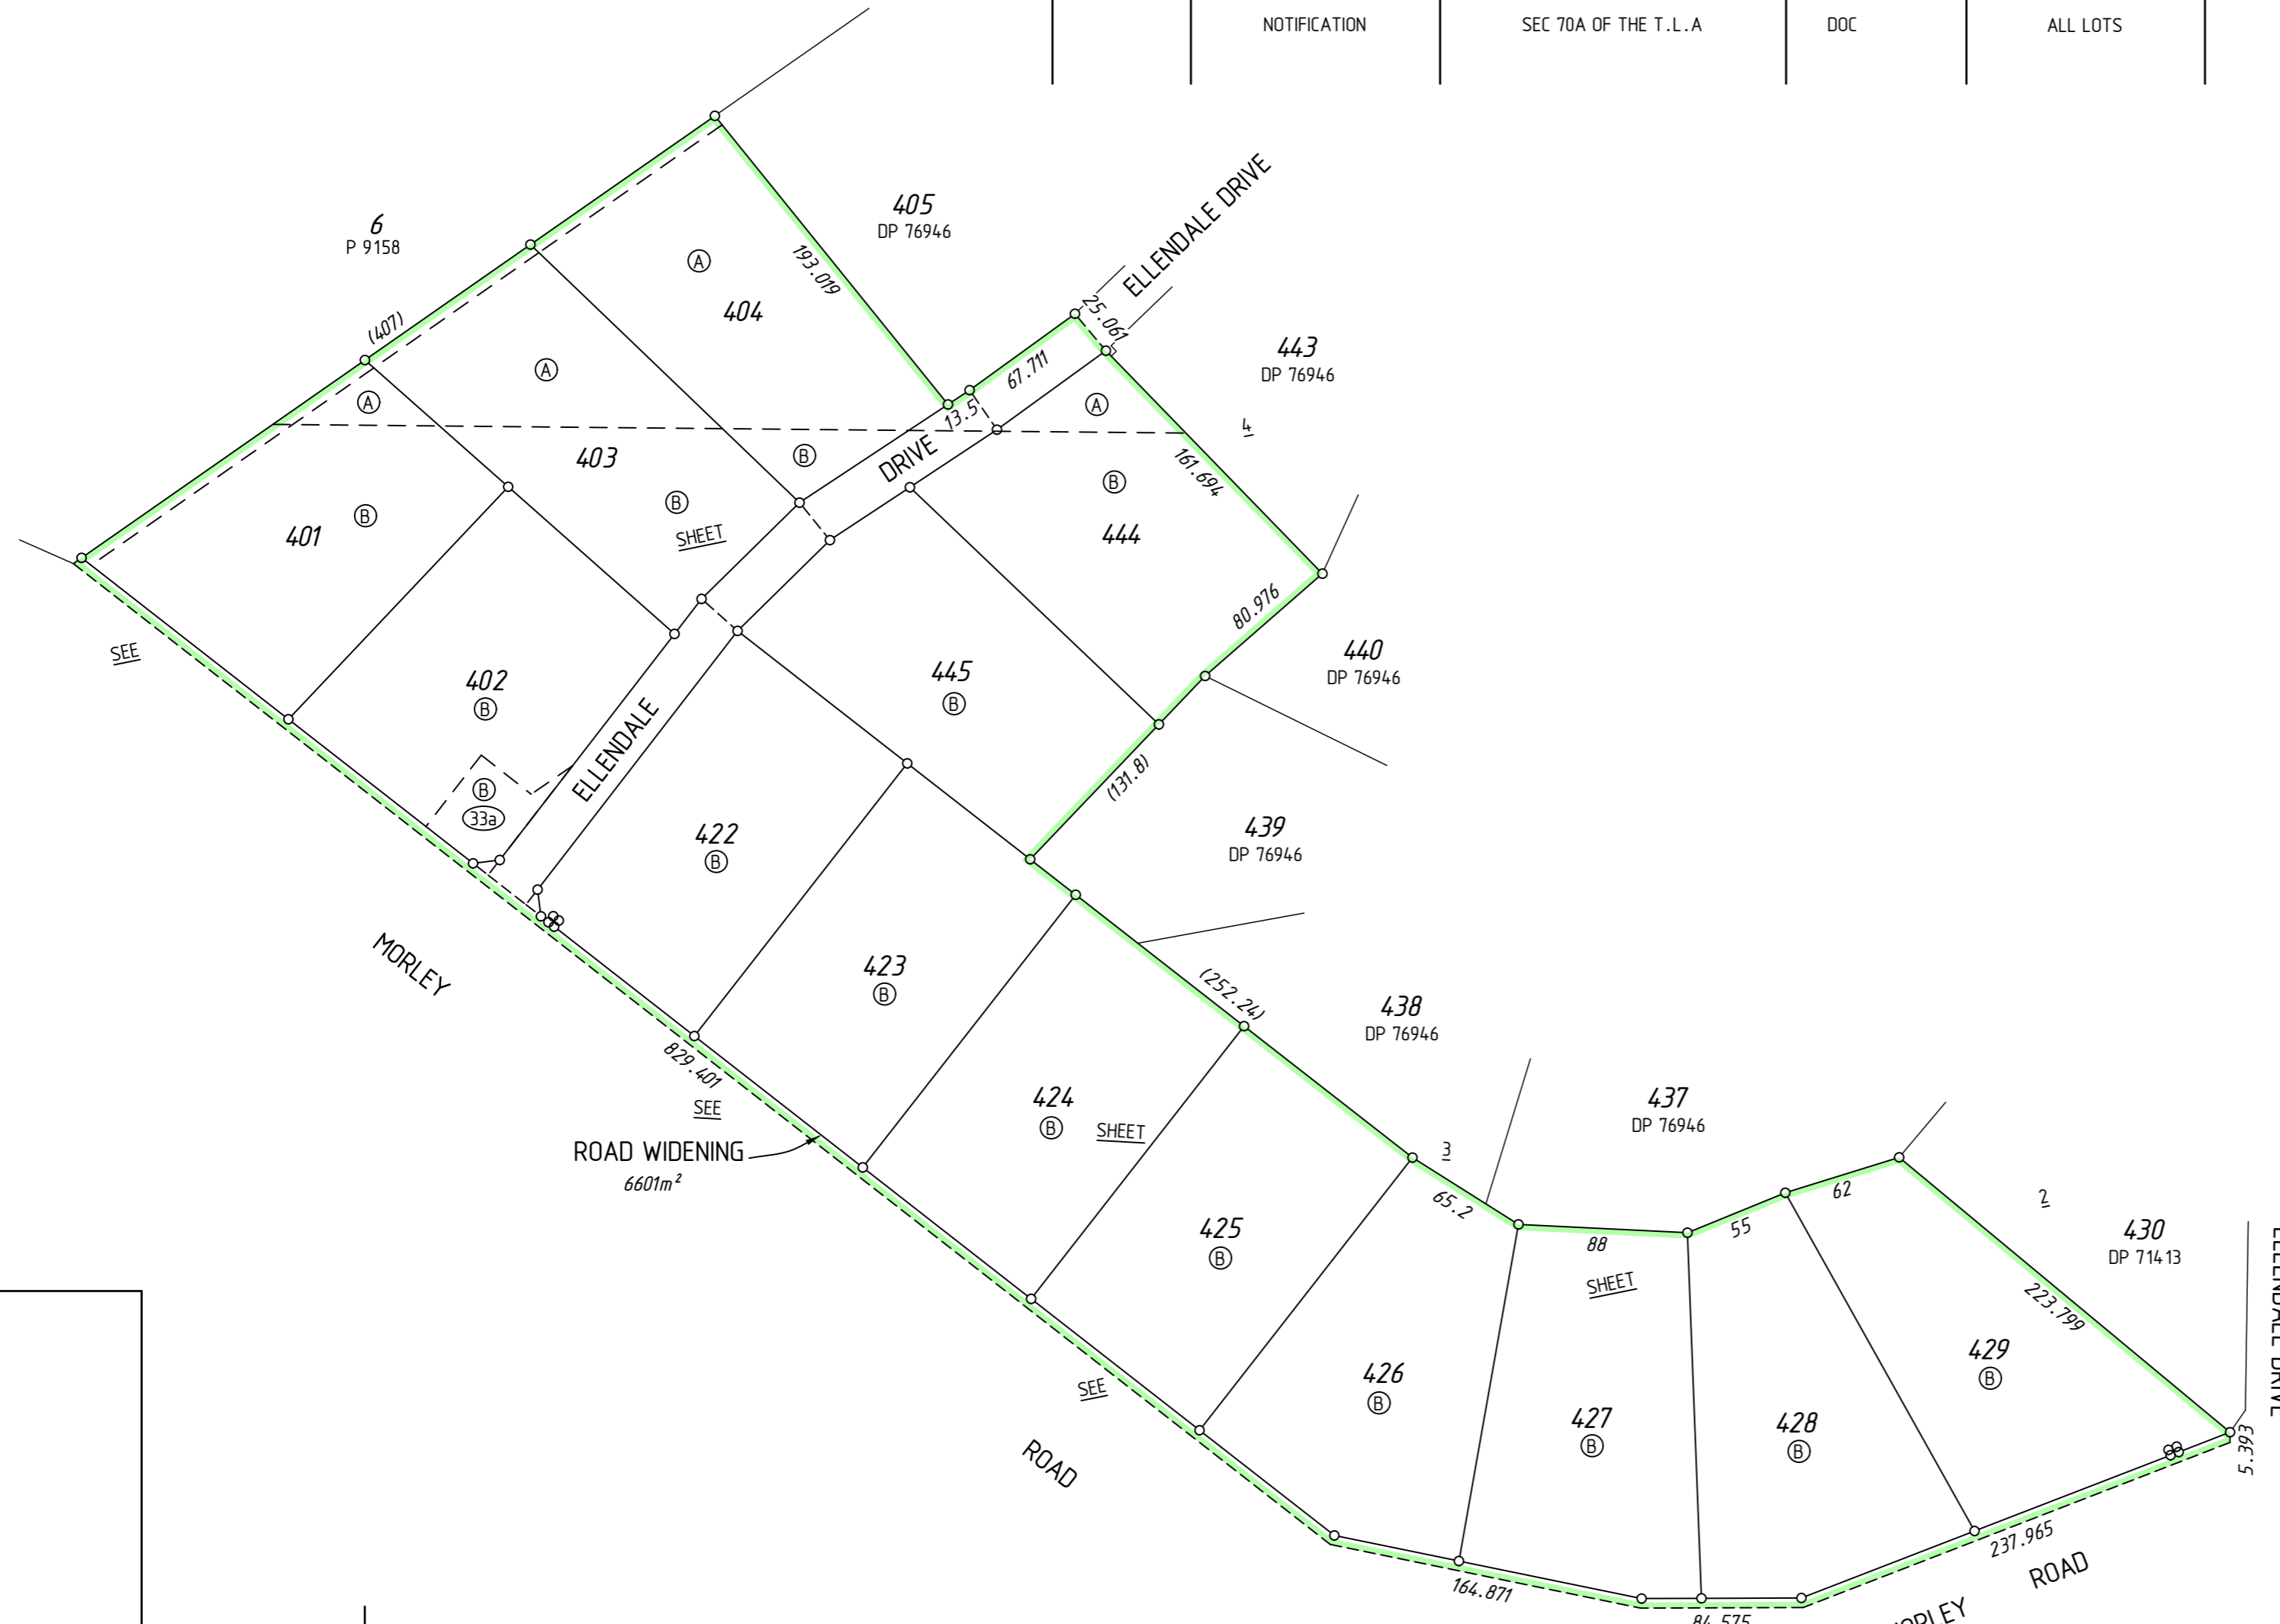 NOTIFICATION SEC 70A OF THE T.L.A DOC ALL LOTS
405
DP 76946
ELLENDALE DRIVE
6
P 9158
193.019
A
404
25.061
443
DP 76946
(407)
67.711
A
A
13.5
A
4
403
B
DRIVE
161.694
B
B
401
B
SHEET
444
80.976
SEE
440
DP 76946
402
B
445
B
ELLENDALE
B
33a
(131.8)
422
B
439
DP 76946
MORLEY
423
B
(252.24)
438
DP 76946
829.401
SEE
424
B
SHEET
437
DP 76946
ROAD WIDENING
6601m²
3
65.2
62
2
55
88
425
B
430
DP 71413
SHEET
223.799
ELLENDALE DRIVE
429
B
SEE
426
B
427
B
428
B
5.393
ROAD
237.965
ROAD
164.871
84.575
MORLEY